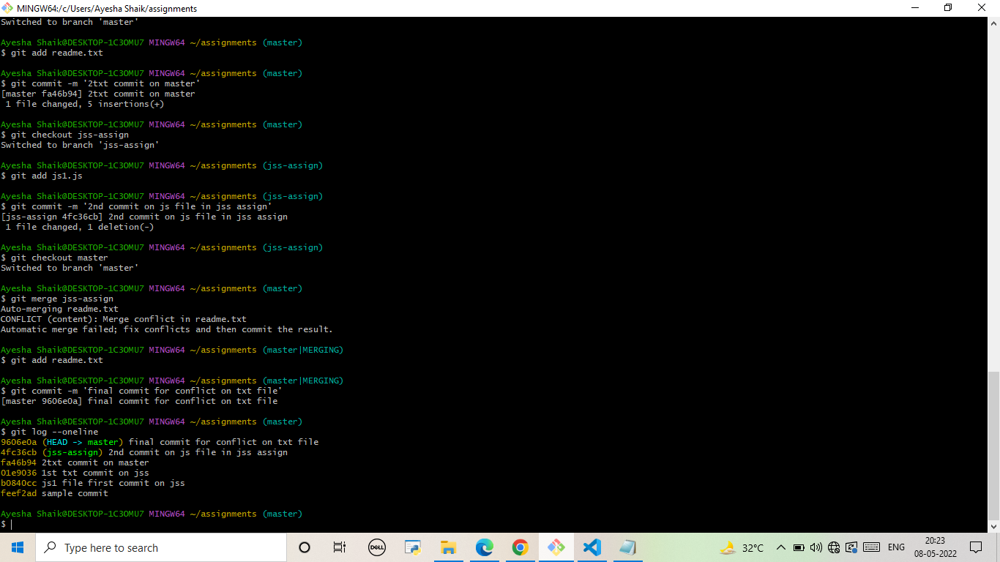 MINGW64:/c/Users/Ayesha Shaik/assignments
Switched to branch 'master'
Ayesha Shaik@DESKTOP-1C3OMU7 MINGW64 ~/assignments (master)
$ git add readme.txt
Ayesha Shaik@DESKTOP-1C3OMU7 MINGW64 ~/assignments (master)
$ git commit -m '2txt commit on master'
[master fa46b94] 2txt commit on master
1 file changed, 5 insertions(+)
Ayesha Shaik@DESKTOP-1C3OMU7 MINGW64 ~/assignments (master)
$ git checkout jss-assign
Switched to branch 'jss-assign'
Ayesha Shaik@DESKTOP-1C3OMU7 MINGW64 ~/assignments (jss-assign)
$ git add js1.js
Ayesha Shaik@DESKTOP-1C3OMU7 MINGW64 ~/assignments (jss-assign)
$ git commit -m '2nd commit on js file in jss assign'
[jss-assign 4fc36cb] 2nd commit on js file in jss assign
1 file changed, 1 deletion(-)
Ayesha Shaik@DESKTOP-1C3OMU7 MINGW64 ~/assignments (jss-assign)
$ git checkout master
Switched to branch 'master'
Ayesha Shaik@DESKTOP-1C3OMU7 MINGW64 ~/assignments (master)
$ git merge jss-assign
Auto-merging readme.txt
CONFLICT (content): Merge conflict in readme.txt
Automatic merge failed; fix conflicts and then commit the result.
Ayesha Shaik@DESKTOP-1C3OMU7 MINGW64 ~/assignments (master|MERGING)
$ git add readme.txt
Ayesha Shaik@DESKTOP-1C3OMU7 MINGW64 ~/assignments (master|MERGING)
$ git commit -m 'final commit for conflict on txt file'
[master 9606e0a] final commit for conflict on txt file
Ayesha Shaik@DESKTOP-1C3OMU7 MINGW64 ~/assignments (master)
$ git log --oneline
9606e0a (HEAD -> master) final commit for conflict on txt file
4fc36cb (jss-assign) 2nd commit on js file in jss assign
fa46b94 2txt commit on master
01e9036 1st txt commit on jss
b0840cc js1 file first commit on jss
feef2ad sample commit
Ayesha Shaik@DESKTOP-1C3OMU7 MINGW64 ~/assignments (master)
$
Type here to search
DELL
32°C
ENG
20:23
08-05-2022